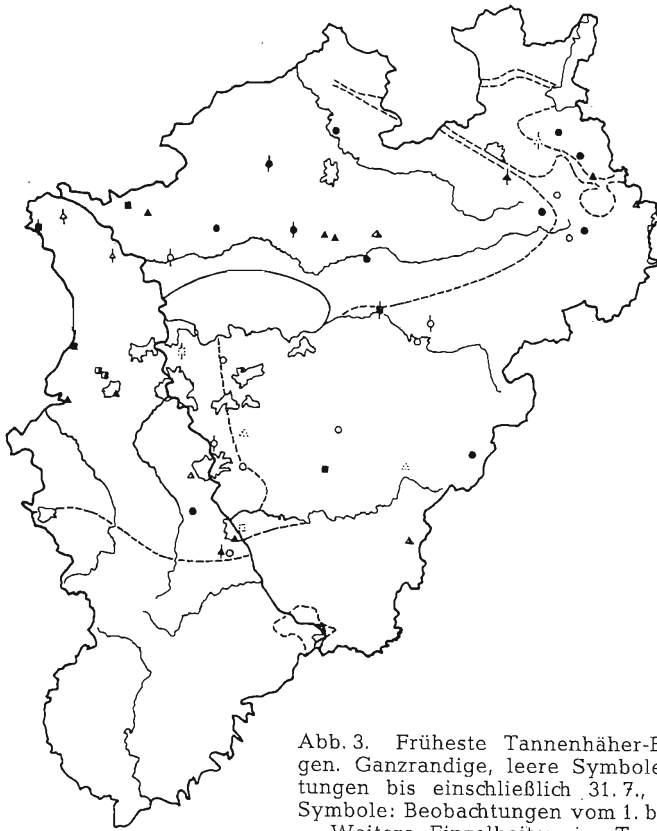 Abb. 3. Früheste Tannenhäher-B
gen. Ganzrandige, leere Symbole
tungen bis einschließlich 31.7.,
Symbole: Beobachtungen vom 1. b